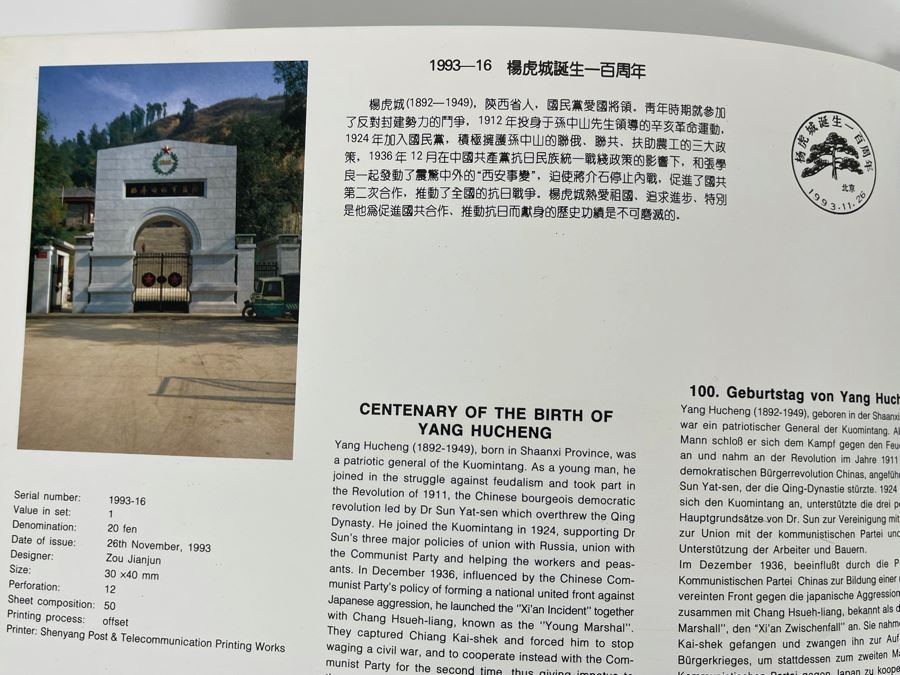 1993—16 楊虎城誕生一百周年
楊虎城(1892—1949)，陝西省人，國民黨愛國將領。靑年時期就參加
了反對封建勢力的鬥爭，1912年投身于孫中山先生領導的辛亥革命運動，
1924年加入國民黨，積極擁護孫中山的聯俄、聯共、扶助農工的三大政
策，1936年12月在中國共產黨抗日民族統一戰綫政策的影響下，和張學
良一起發動了震驚中外的“西安事變”，迫使蔣介石停止內戰，促進了國共
第二次合作，推動了全國的抗日戰爭。楊虎城熱愛祖國、追求進步、特別
是他爲促進國共合作、推動抗日而獻身的歷史功績是不可磨滅的。
杨虎城诞生一百周年
北京
1993.11.26
CENTENARY OF THE BIRTH OF
YANG HUCHENG
Yang Hucheng (1892-1949), born in Shaanxi Province, was
a patriotic general of the Kuomintang. As a young man, he
joined in the struggle against feudalism and took part in
the Revolution of 1911, the Chinese bourgeois democratic
revolution led by Dr Sun Yat-sen which overthrew the Qing
Dynasty. He joined the Kuomintang in 1924, supporting Dr
Sun's three major policies of union with Russia, union with
the Communist Party and helping the workers and peas-
ants. In December 1936, influenced by the Chinese Com-
munist Party's policy of forming a national united front against
Japanese aggression, he launched the "Xi'an Incident" together
with Chang Hsueh-liang, known as the "Young Marshal".
They captured Chiang Kai-shek and forced him to stop
waging a civil war, and to cooperate instead with the Com-
munist Party for the second time, thus giving impetus to
100. Geburtstag von Yang Huch
Yang Hucheng (1892-1949), geboren in der Shaanxi
war ein patriotischer General der Kuomintang. Al
Mann schloß er sich dem Kampf gegen den Feu
an und nahm an der Revolution im Jahre 1911
demokratischen Bürgerrevolution Chinas, angeführ
Sun Yat-sen, der die Qing-Dynastie stürzte. 1924
sich den Kuomintang an, unterstützte die drei po
Hauptgrundsätze von Dr. Sun zur Vereinigung mit
zur Union mit der kommunistischen Partei und
Unterstützung der Arbeiter und Bauern.
Im Dezember 1936, beeinflußt durch die P
Kommunistischen Partei Chinas zur Bildung einer
vereinten Front gegen die japanische Aggression
zusammen mit Chang Hsueh-liang, bekannt als d
Marshall", den "Xi'an Zwischenfall" an. Sie nahm
Kai-shek gefangen und zwangen ihn zur Auf
Bürgerkrieges, um stattdessen zum zweiten Ma
Kommunistischen Partei gegen Japan zu koope
Serial number: 1993-16
Value in set: 1
Denomination: 20 fen
Date of issue: 26th November, 1993
Designer: Zou Jianjun
Size: 30 ×40 mm
Perforation: 12
Sheet composition: 50
Printing process: offset
Printer: Shenyang Post & Telecommunication Printing Works